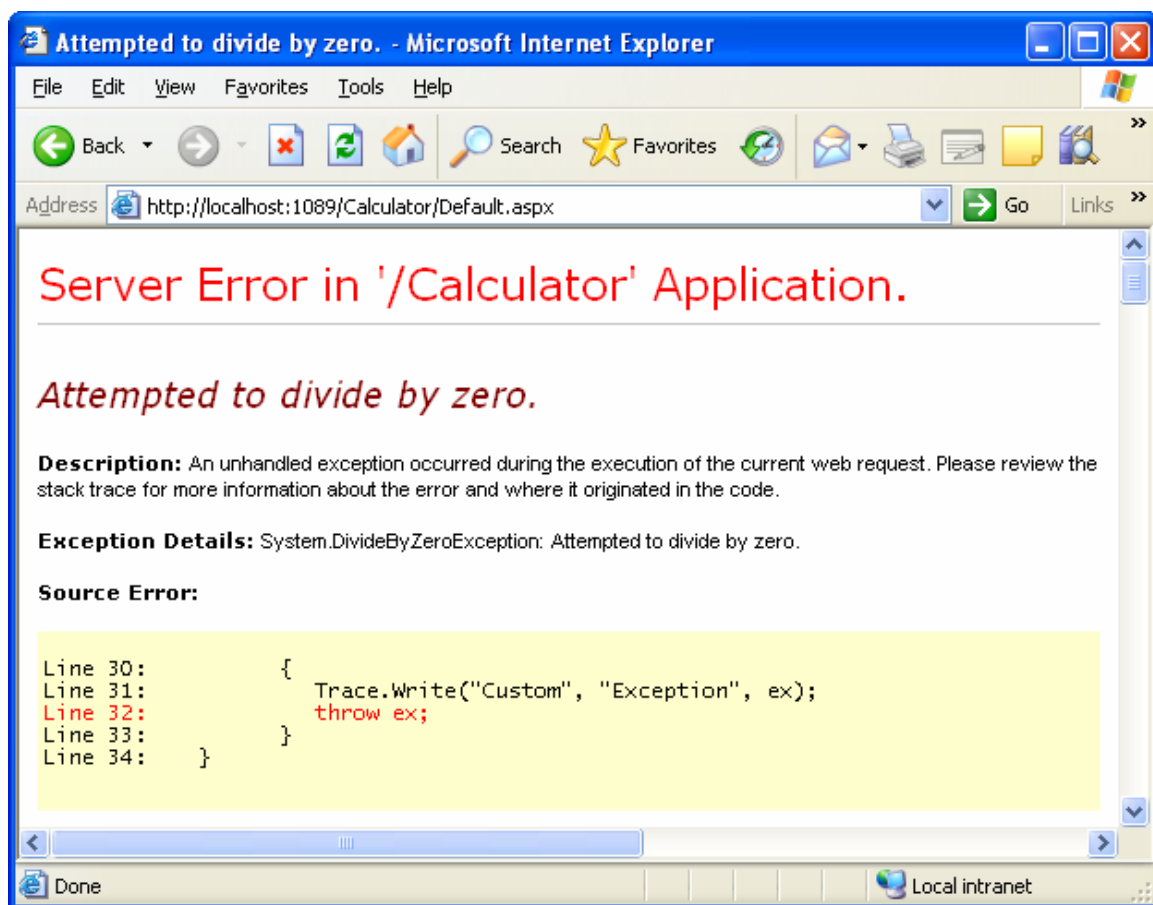 Attempted to divide by zero. - Microsoft Internet Explorer
File Edit View Favorites Tools Help
Back Search Favorites »
Address http://localhost:1089/Calculator/Default.aspx Go Links »
Server Error in '/Calculator' Application.
Attempted to divide by zero.
Description: An unhandled exception occurred during the execution of the current web request. Please review the
stack trace for more information about the error and where it originated in the code.
Exception Details: System.DivideByZeroException: Attempted to divide by zero.
Source Error:
Line 30: {
Line 31: Trace.Write("Custom", "Exception", ex);
Line 32: throw ex;
Line 33: }
Line 34: }
Done Local intranet